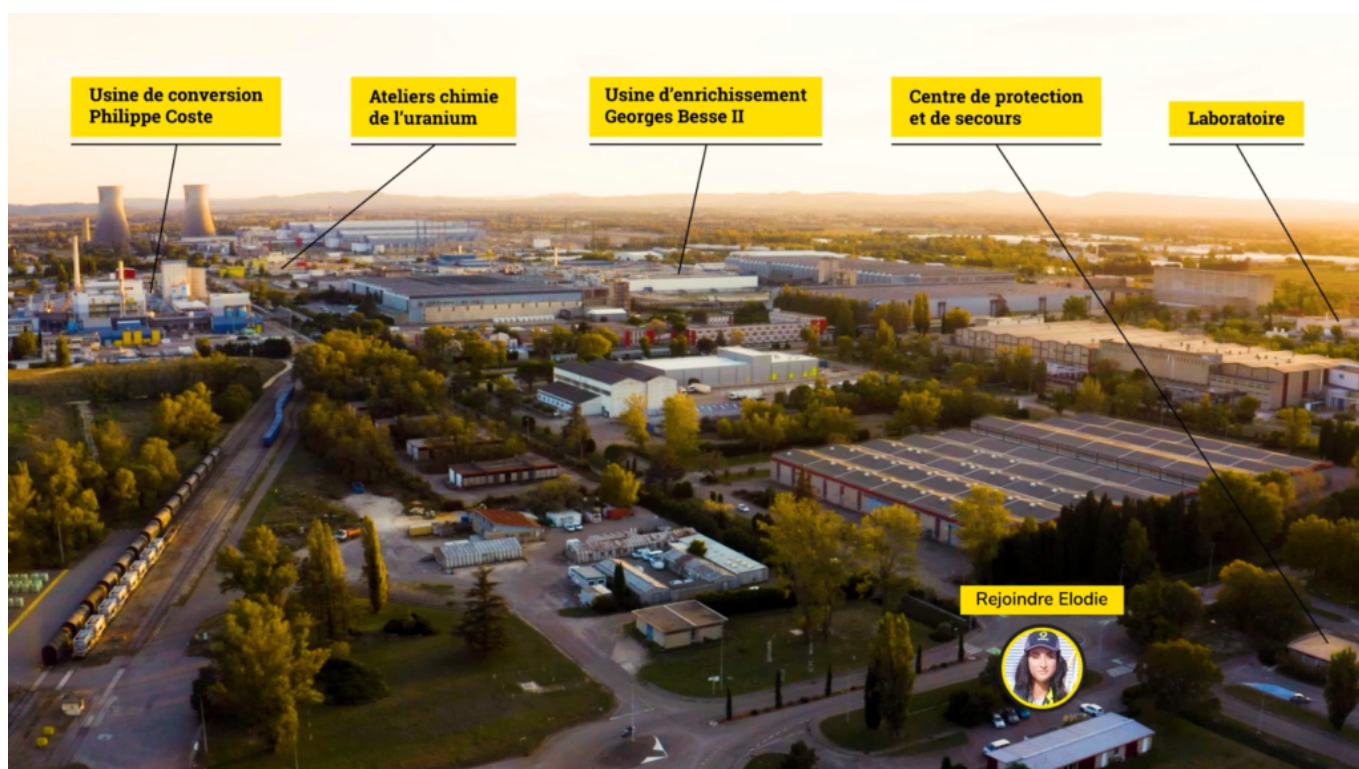 Usine de conversion
Philippe Coste
Ateliers chimie
de l'uranium
Usine d'enrichissement
Georges Besse II
Centre de protection
et de secours
Laboratoire
Rejoindre Elodie